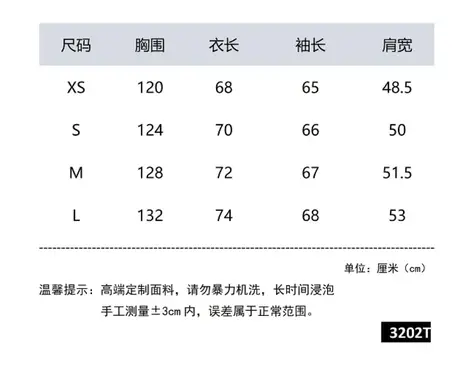 尺码 胸围 衣长 袖长 肩宽
XS 120 68 65 48.5
S 124 70 66 50
M 128 72 67 51.5
L 132 74 68 53
单位：厘米（cm）
温馨提示：高端定制面料，请勿暴力机洗，长时间浸泡
手工测量±3cm内，误差属于正常范围。
3202T